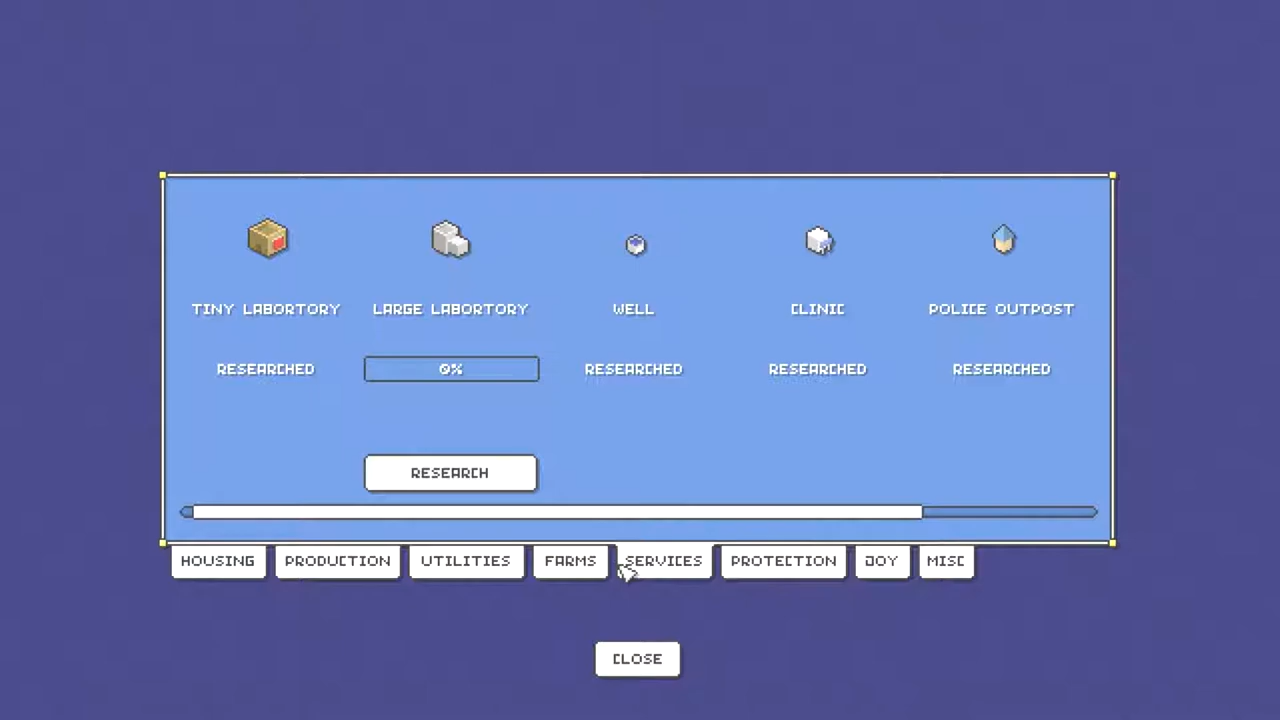 TINY LABORTORY LARGE LABORTORY WELL CLINIC POLICE OUTPOST
RESEARCHED 0% RESEARCHED RESEARCHED RESEARCHED
RESEARCH
HOUSING PRODUCTION UTILITIES FARMS SERVICES PROTECTION JOY MISC
CLOSE